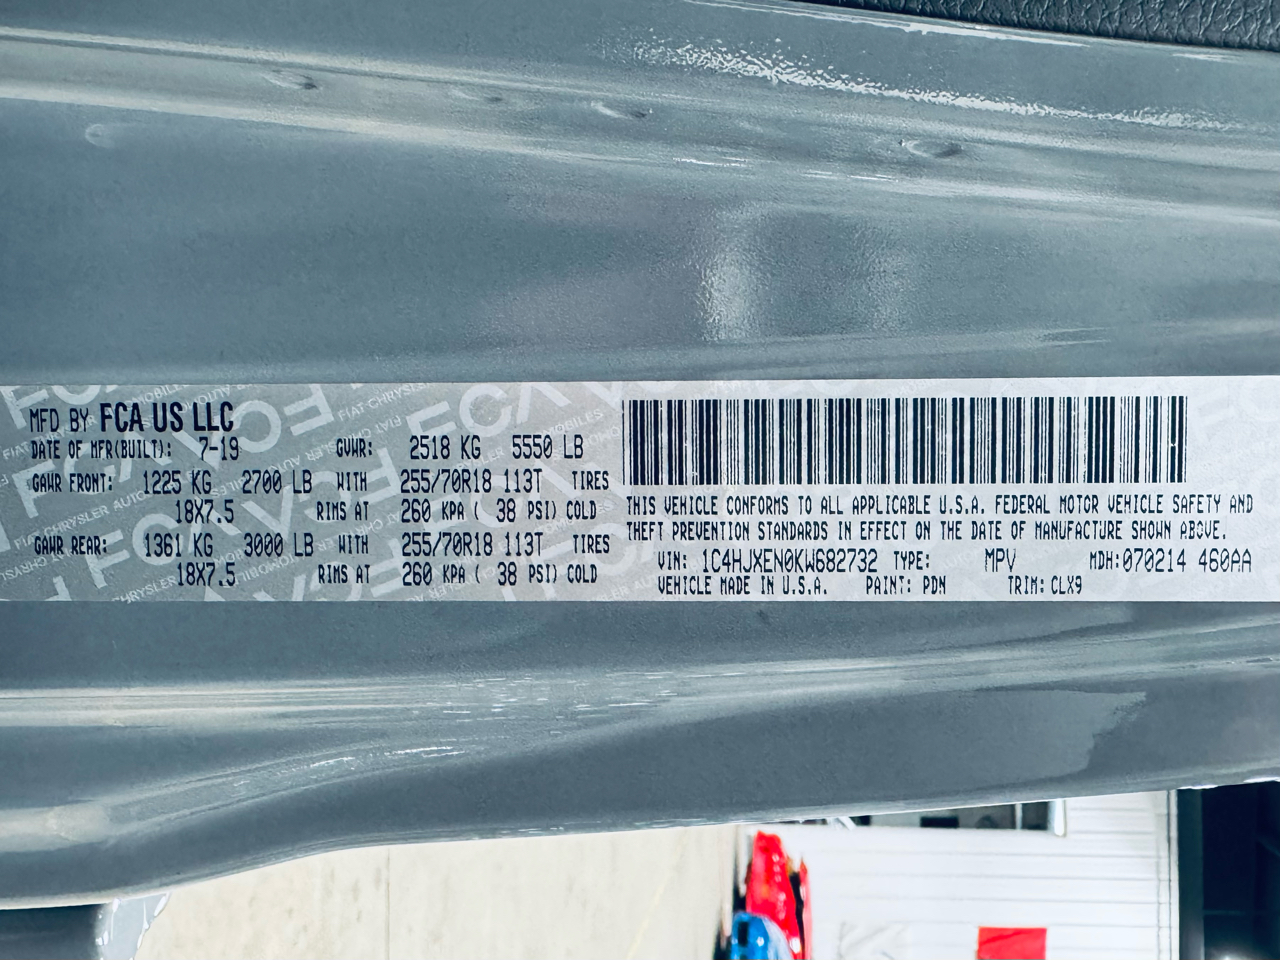 MFD BY FCA US LLC
DATE OF MFR(BUILT): 7-19 GVWR: 2518 KG 5550 LB
GAWR FRONT: 1225 KG 2700 LB WITH 255/70R18 113T TIRES
18X7.5 RIMS AT 260 KPA ( 38 PSI) COLD
GAWR REAR: 1361 KG 3000 LB WITH 255/70R18 113T TIRES
18X7.5 RIMS AT 260 KPA ( 38 PSI) COLD
THIS VEHICLE CONFORMS TO ALL APPLICABLE U.S.A. FEDERAL MOTOR VEHICLE SAFETY AND
THEFT PREVENTION STANDARDS IN EFFECT ON THE DATE OF MANUFACTURE SHOWN ABOVE.
VIN: 1C4HJXEN0KW682732 TYPE: MPV MDH:070214 460AA
VEHICLE MADE IN U.S.A. PAINT: PDN TRIM: CLX9